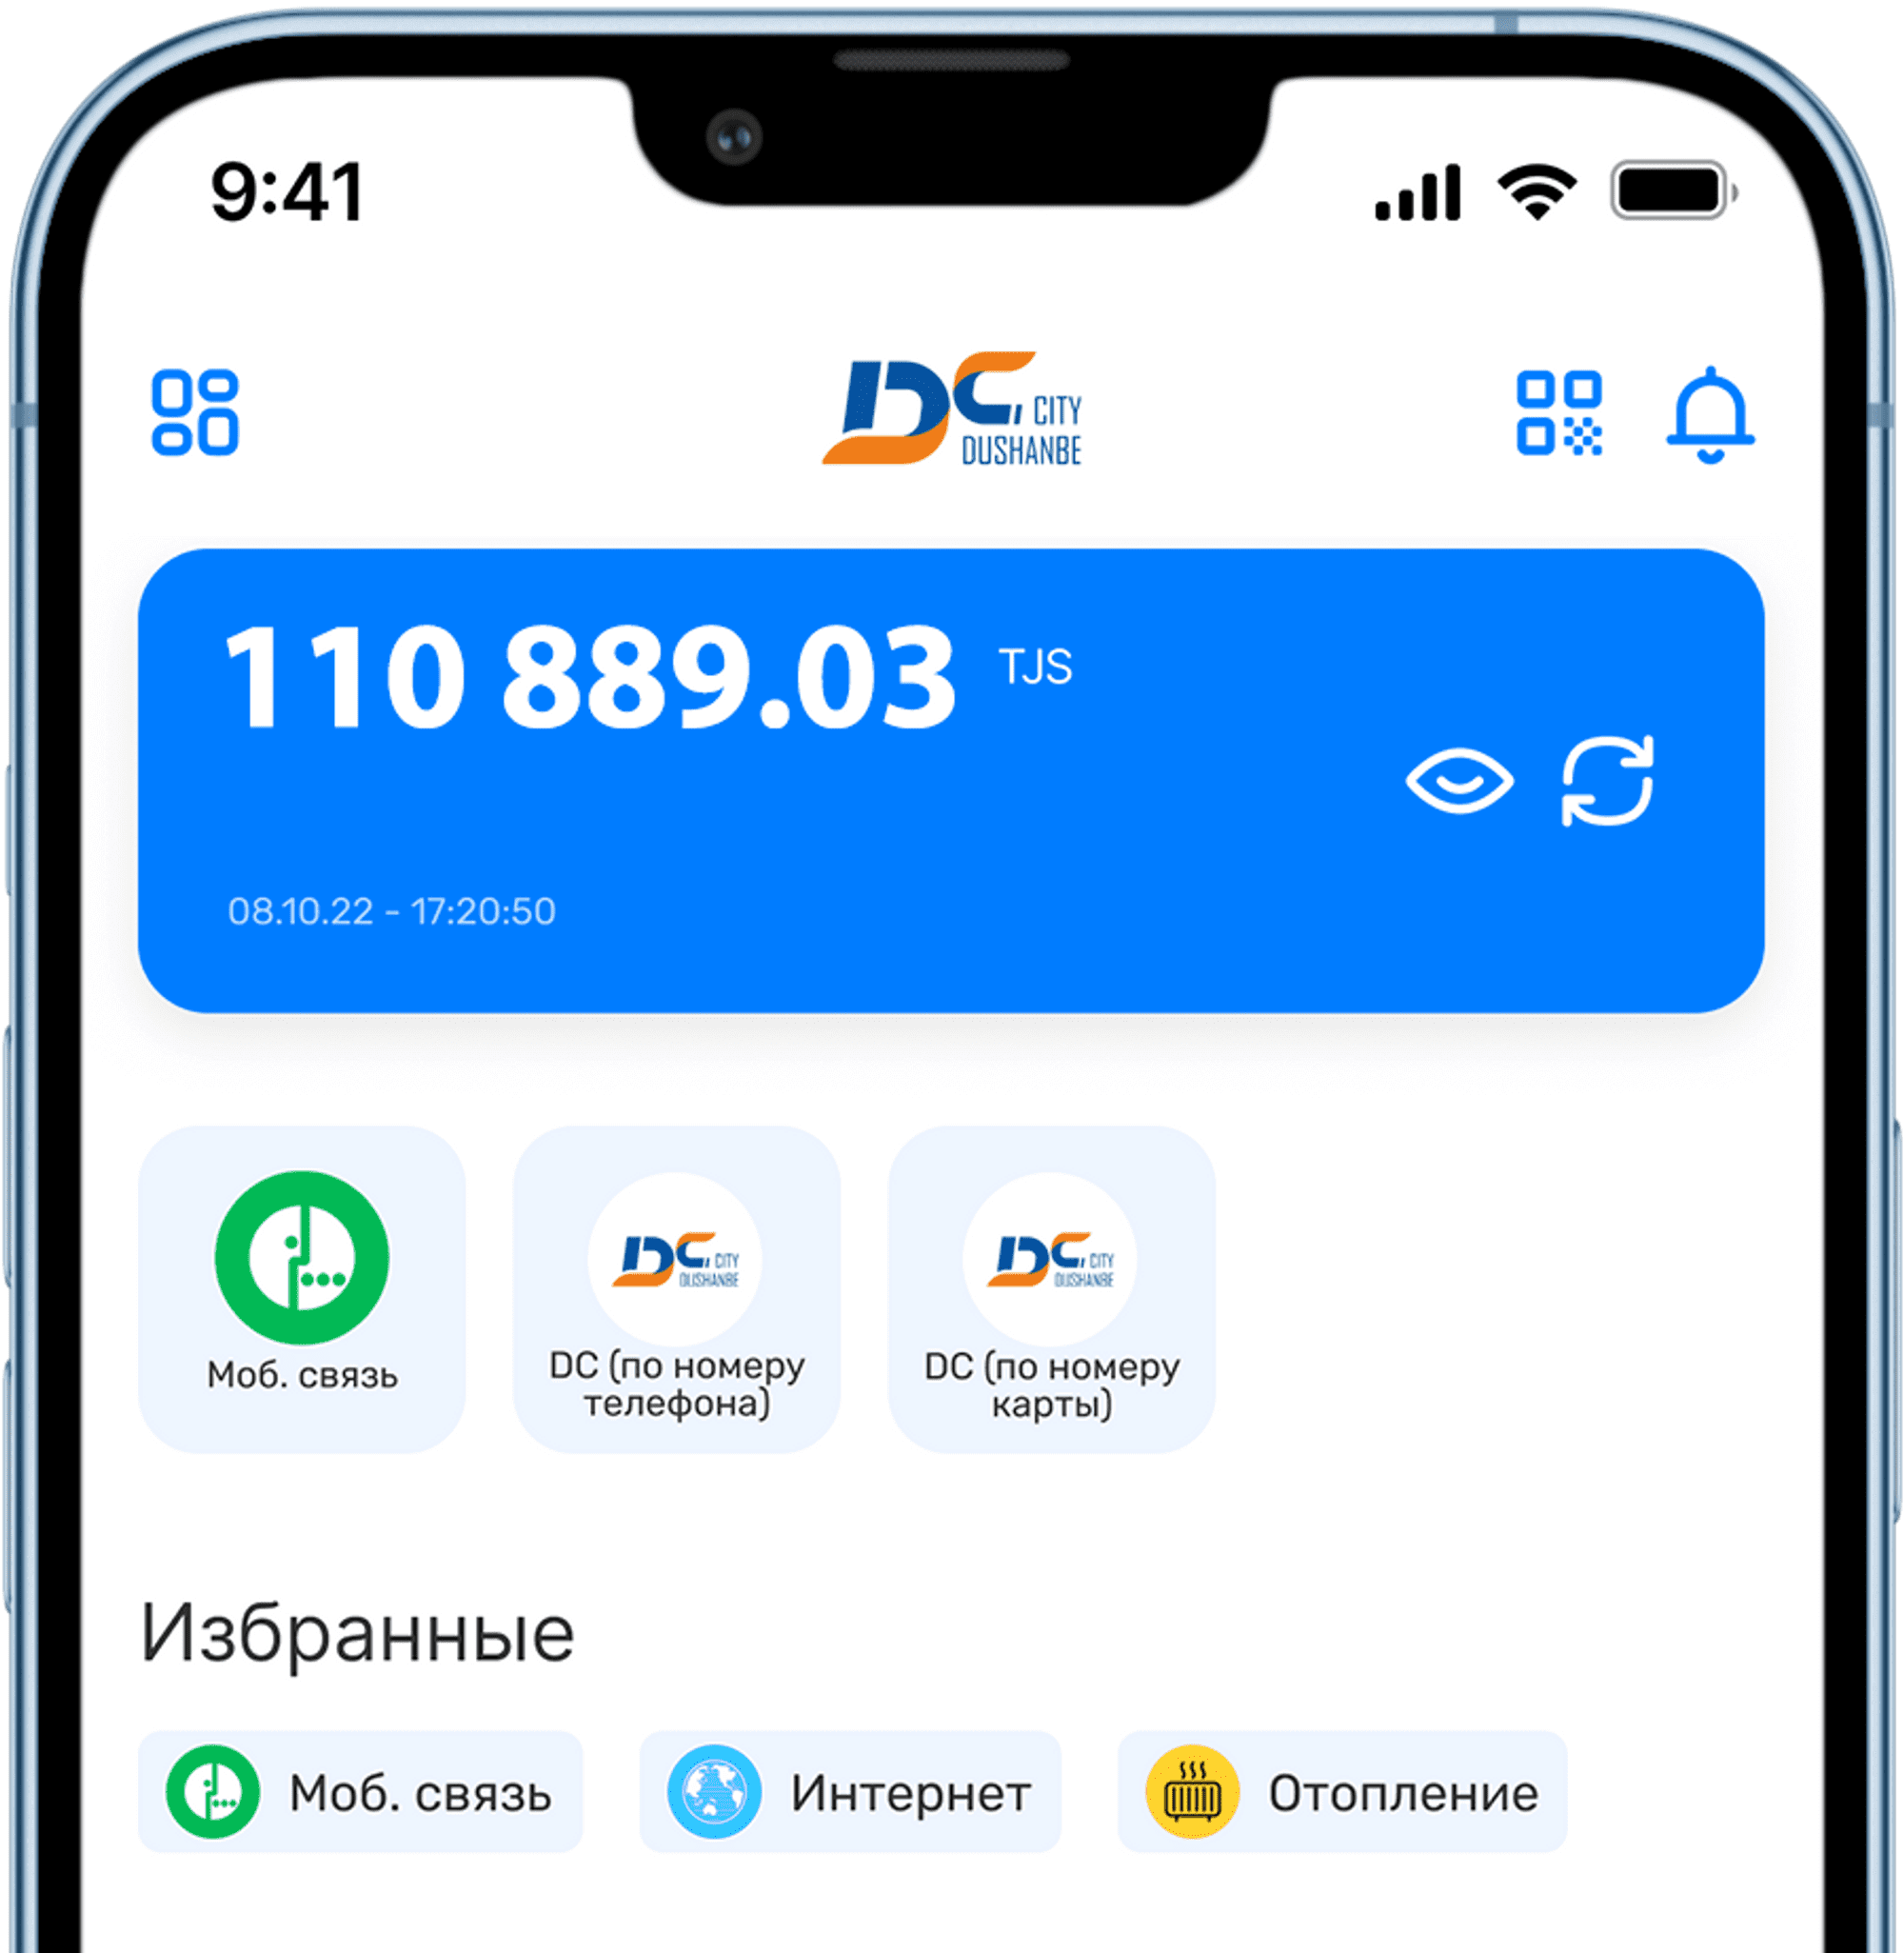 9:41
DC CITY
DUSHANBE
110 889.03 TJS
08.10.22 - 17:20:50
DC CITY
DUSHANBE
DC CITY
DUSHANBE
Моб. связь
DC (по номеру
телефона)
DC (по номеру
карты)
Избранные
Моб. связь
Интернет
Отопление